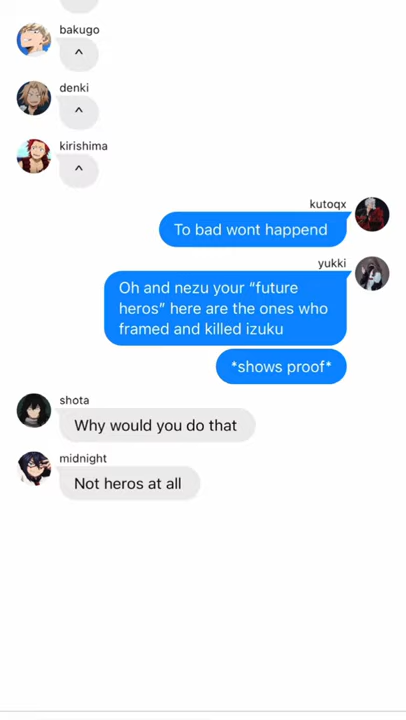 bakugo
^
denki
^
kirishima
^
kutoqx
To bad wont happend
yukki
Oh and nezu your “future
heros” here are the ones who
framed and killed izuku
*shows proof*
shota
Why would you do that
midnight
Not heros at all